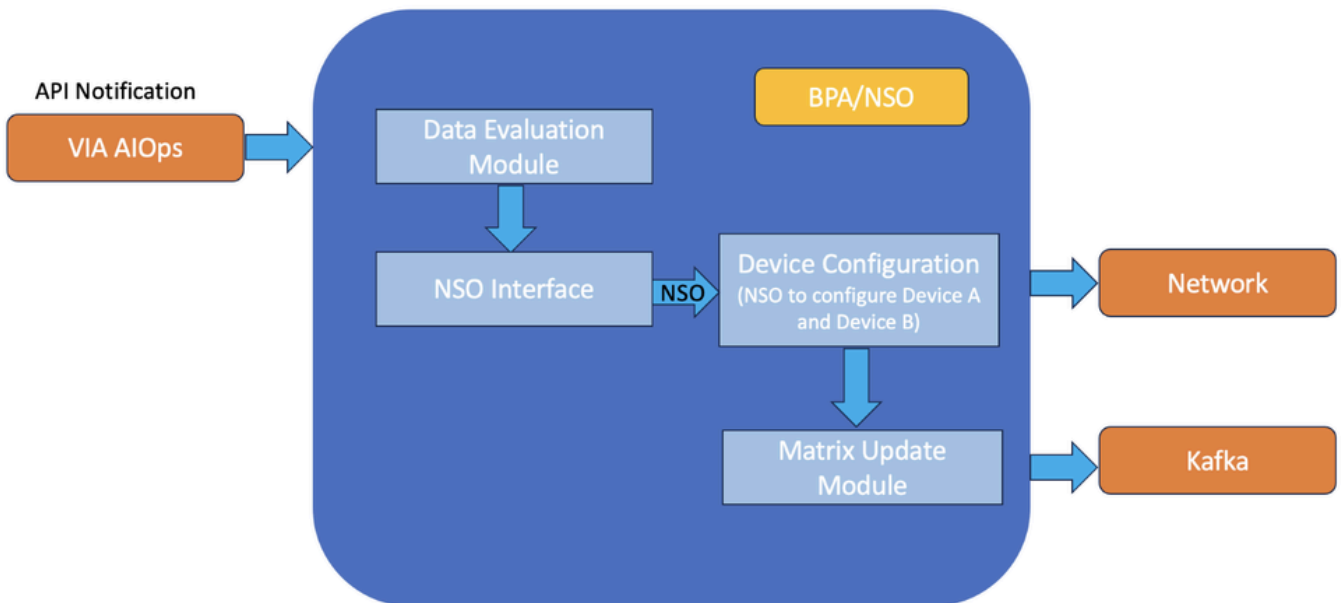 API Notification
VIA AIOps
BPA/NSO
Data Evaluation
Module
NSO Interface
NSO
Device Configuration
(NSO to configure Device A
and Device B)
Network
Matrix Update
Module
Kafka